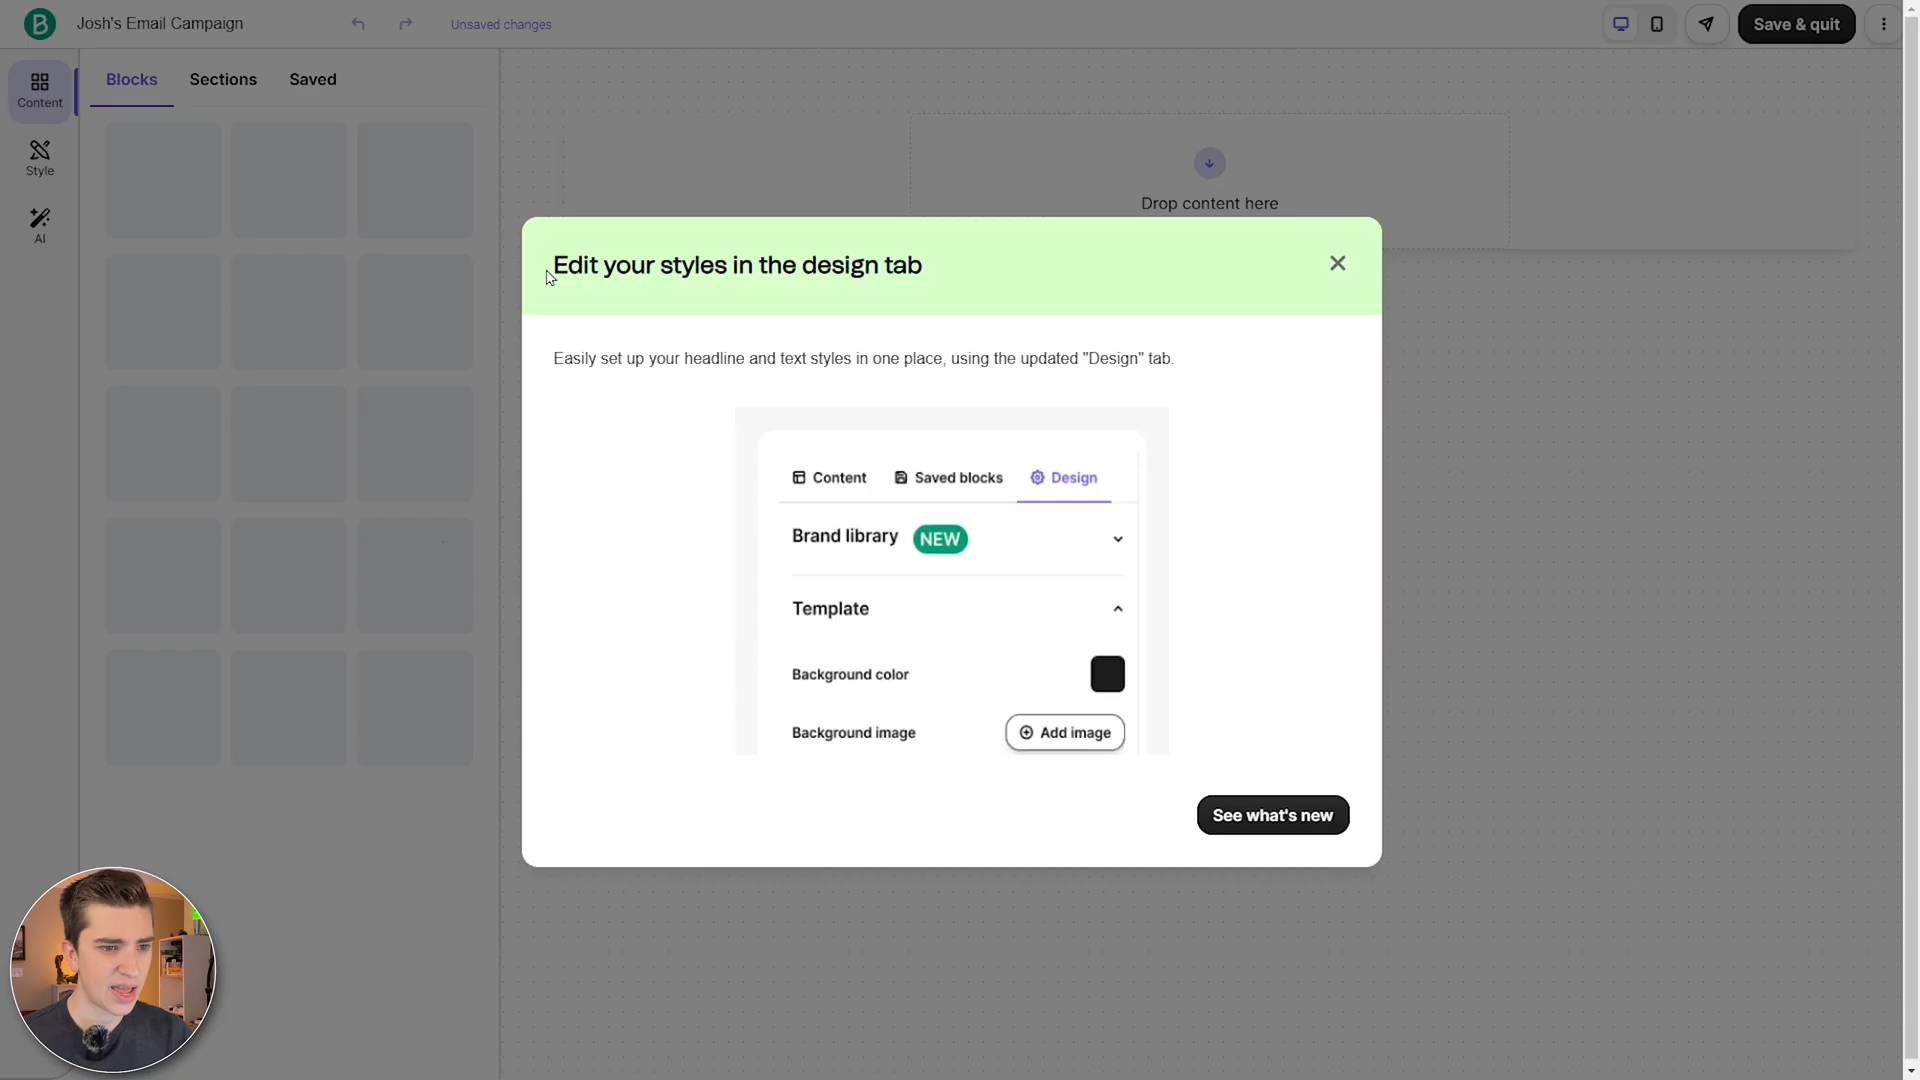 B
Josh's Email Campaign
Unsaved changes
Save & quit
Content
Style
AI
Blocks
Sections
Saved
Drop content here
Edit your styles in the design tab
Easily set up your headline and text styles in one place, using the updated "Design" tab.
Content
Saved blocks
Design
Brand library
NEW
Template
Background color
Background image
Add image
See what's new